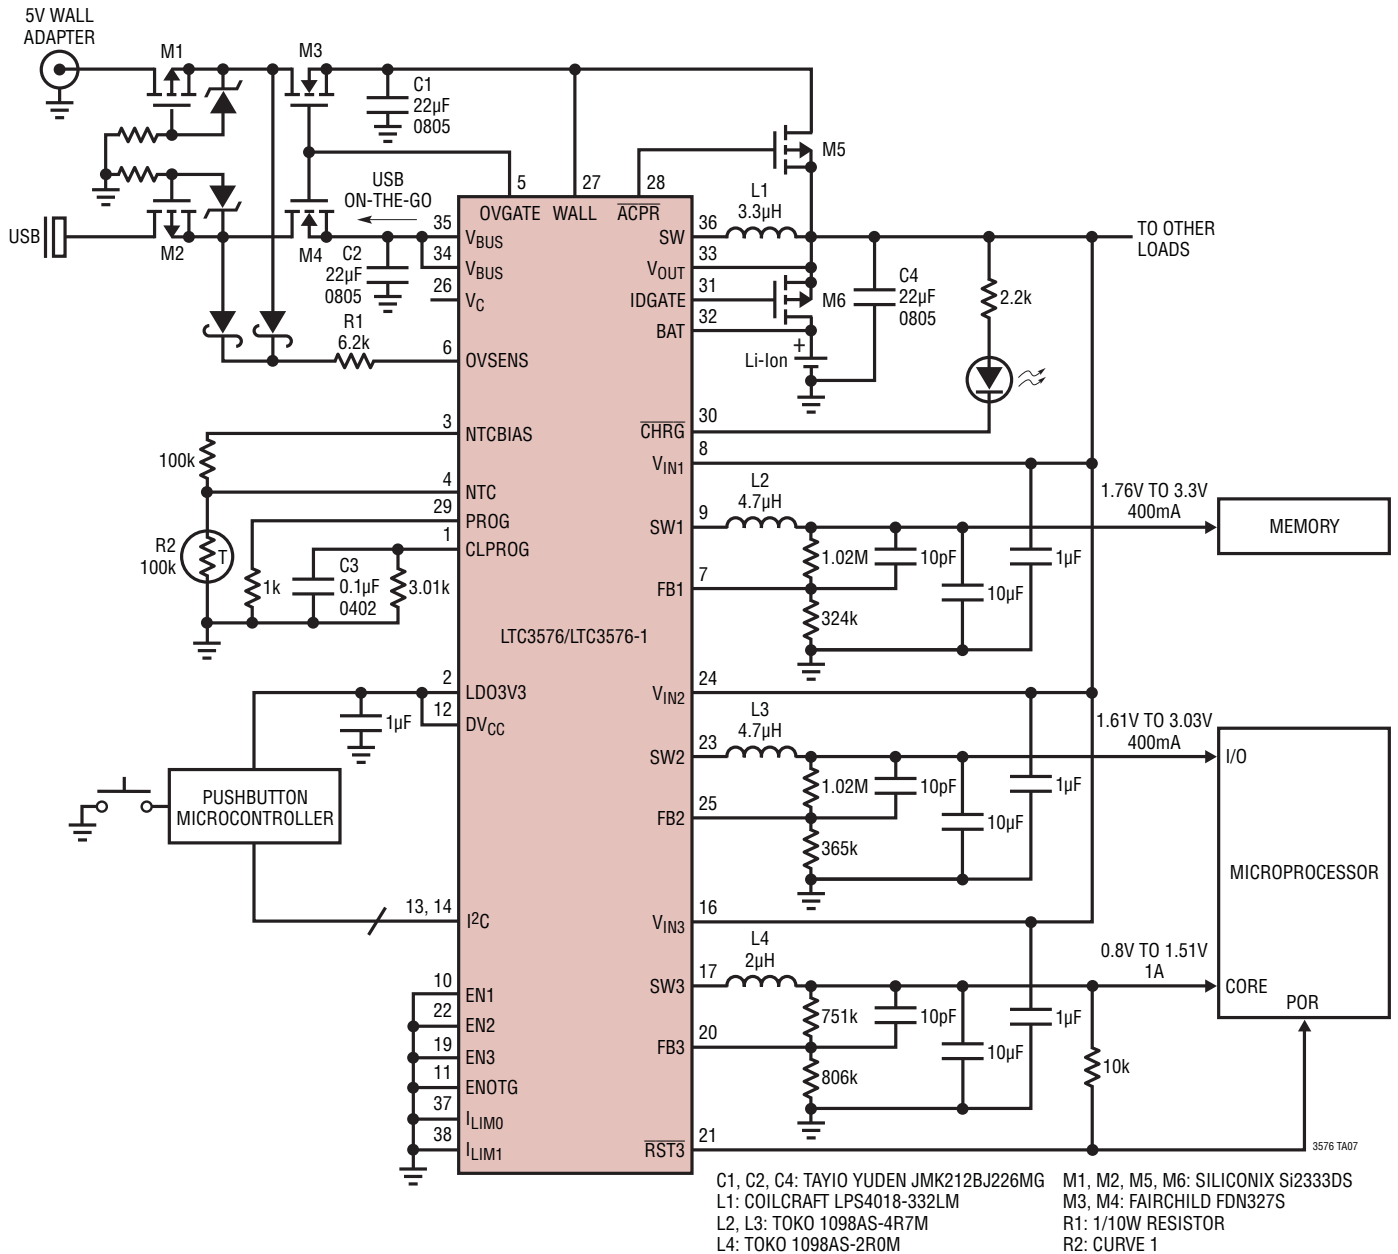 5V WALL
ADAPTER
M1
M3
C1
22µF
0805
M5
USB
ON-THE-GO
5
27
28
OVGATE
WALL
ACPR
USB
M2
M4
C2
22µF
0805
35
VBUS
34
VBUS
26
VC
R1
6.2k
6
OVSENS
3
NTCBIAS
100k
4
NTC
29
PROG
1
CLPROG
R2
100k
T
1k
C3
0.1µF
0402
3.01k
LTC3576/LTC3576-1
2
LDO3V3
12
DVCC
1µF
PUSHBUTTON
MICROCONTROLLER
13, 14
I2C
10
EN1
22
EN2
19
EN3
11
ENOTG
37
ILIM0
38
ILIM1
36
SW
L1
3.3µH
33
VOUT
31
IDGATE
M6
32
BAT
+
Li-Ion
C4
22µF
0805
2.2k
TO OTHER
LOADS
30
CHRG
8
VIN1
9
SW1
L2
4.7µH
1.76V TO 3.3V
400mA
MEMORY
1.02M
10pF
1µF
7
FB1
10µF
324k
24
VIN2
23
SW2
L3
4.7µH
1.61V TO 3.03V
400mA
I/O
1.02M
10pF
1µF
25
FB2
10µF
365k
MICROPROCESSOR
16
VIN3
17
SW3
L4
2µH
0.8V TO 1.51V
1A
CORE
POR
751k
10pF
1µF
20
FB3
10µF
806k
10k
21
RST3
3576 TA07
C1, C2, C4: TAYIO YUDEN JMK212BJ226MG
L1: COILCRAFT LPS4018-332LM
L2, L3: TOKO 1098AS-4R7M
L4: TOKO 1098AS-2R0M
M1, M2, M5, M6: SILICONIX Si2333DS
M3, M4: FAIRCHILD FDN327S
R1: 1/10W RESISTOR
R2: CURVE 1